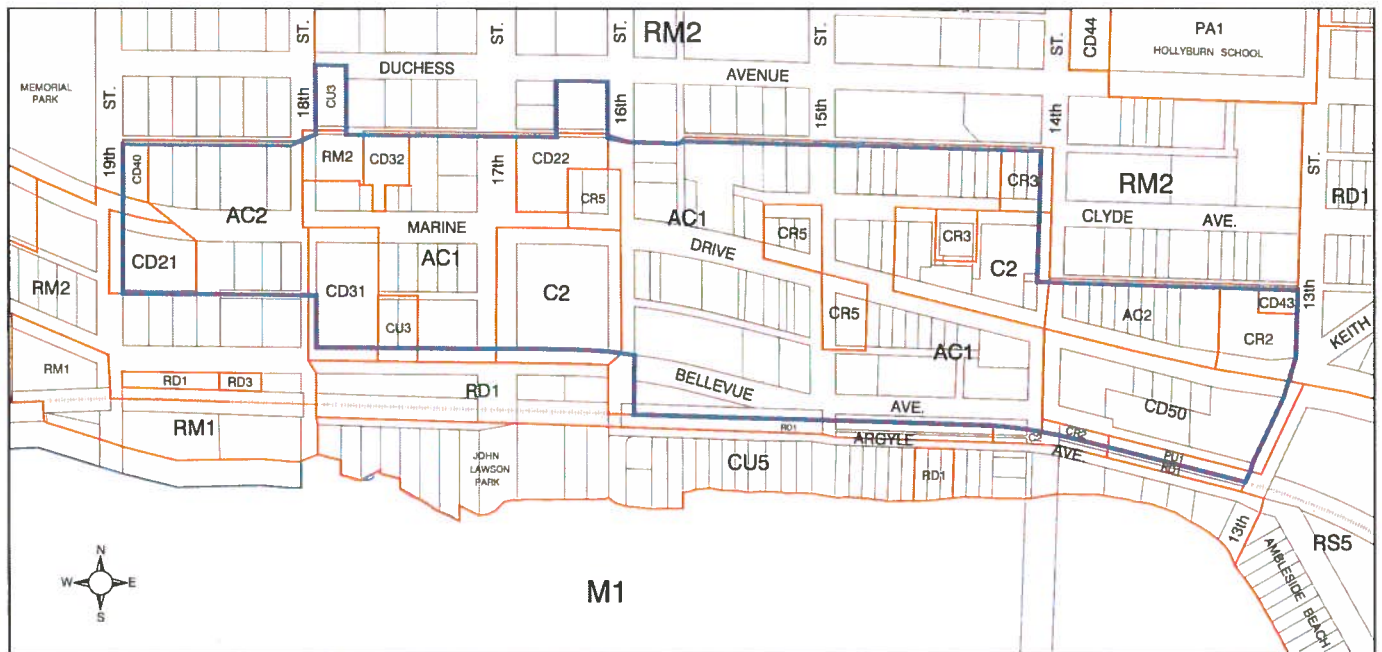 ST.
ST.
ST.
RM2
ST.
ST.
CD44
PA1
HOLLYBURN SCHOOL
DUCHESS
AVENUE
MEMORIAL
PARK
ST.
18th
CU3
16th
15th
14th
19th
CD40
RM2
CD32
17th
CD22
CR5
AC2
MARINE
AC1
AC1
DRIVE
CR5
CR3
CR3
C2
RM2
CLYDE
AVE.
ST.
RD1
CD21
RM2
CD31
CU3
C2
CR5
AC1
AC2
CD43
CR2
13th
KEITH
RM1
RD1
RD3
RD1
BELLEVUE
AVE.
CD50
RM1
RD1
ARGYLE
CR2
AVE.
PU1
RD1
JOHN
LAWSON
PARK
CU5
RD1
13th
RS5
AMBLESIDE BEACH
N
W
E
S
M1